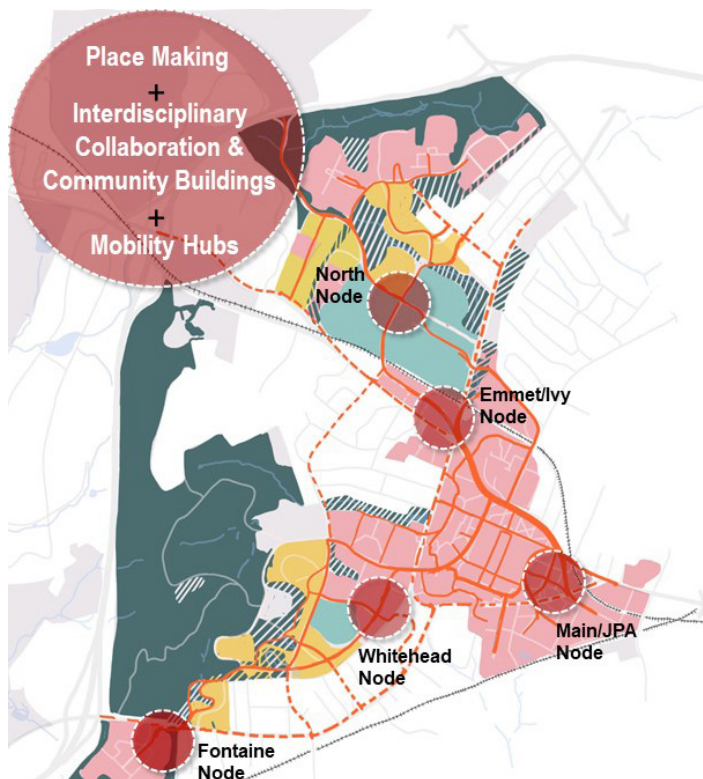 Place Making
+
Interdisciplinary
Collaboration &
Community Buildings
+
Mobility Hubs
North
Node
Emmet/Ivy
Node
Main/JPA
Node
Whitehead
Node
Fontaine
Node